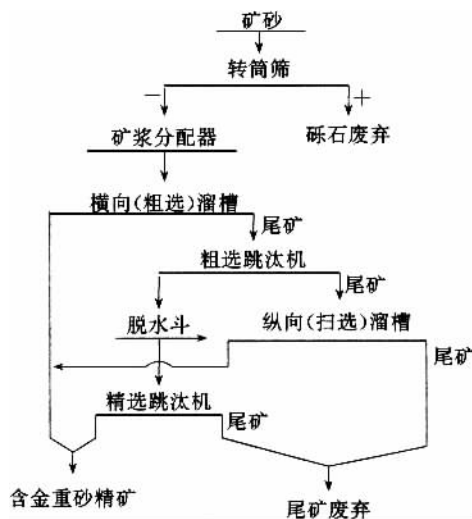 矿砂
转筒筛
− +
矿浆分配器 砾石废弃
横向(粗选)溜槽
尾矿
粗选跳汰机
尾矿
脱水斗 纵向(扫选)溜槽
尾矿
精选跳汰机
尾矿
含金重砂精矿 尾矿废弃